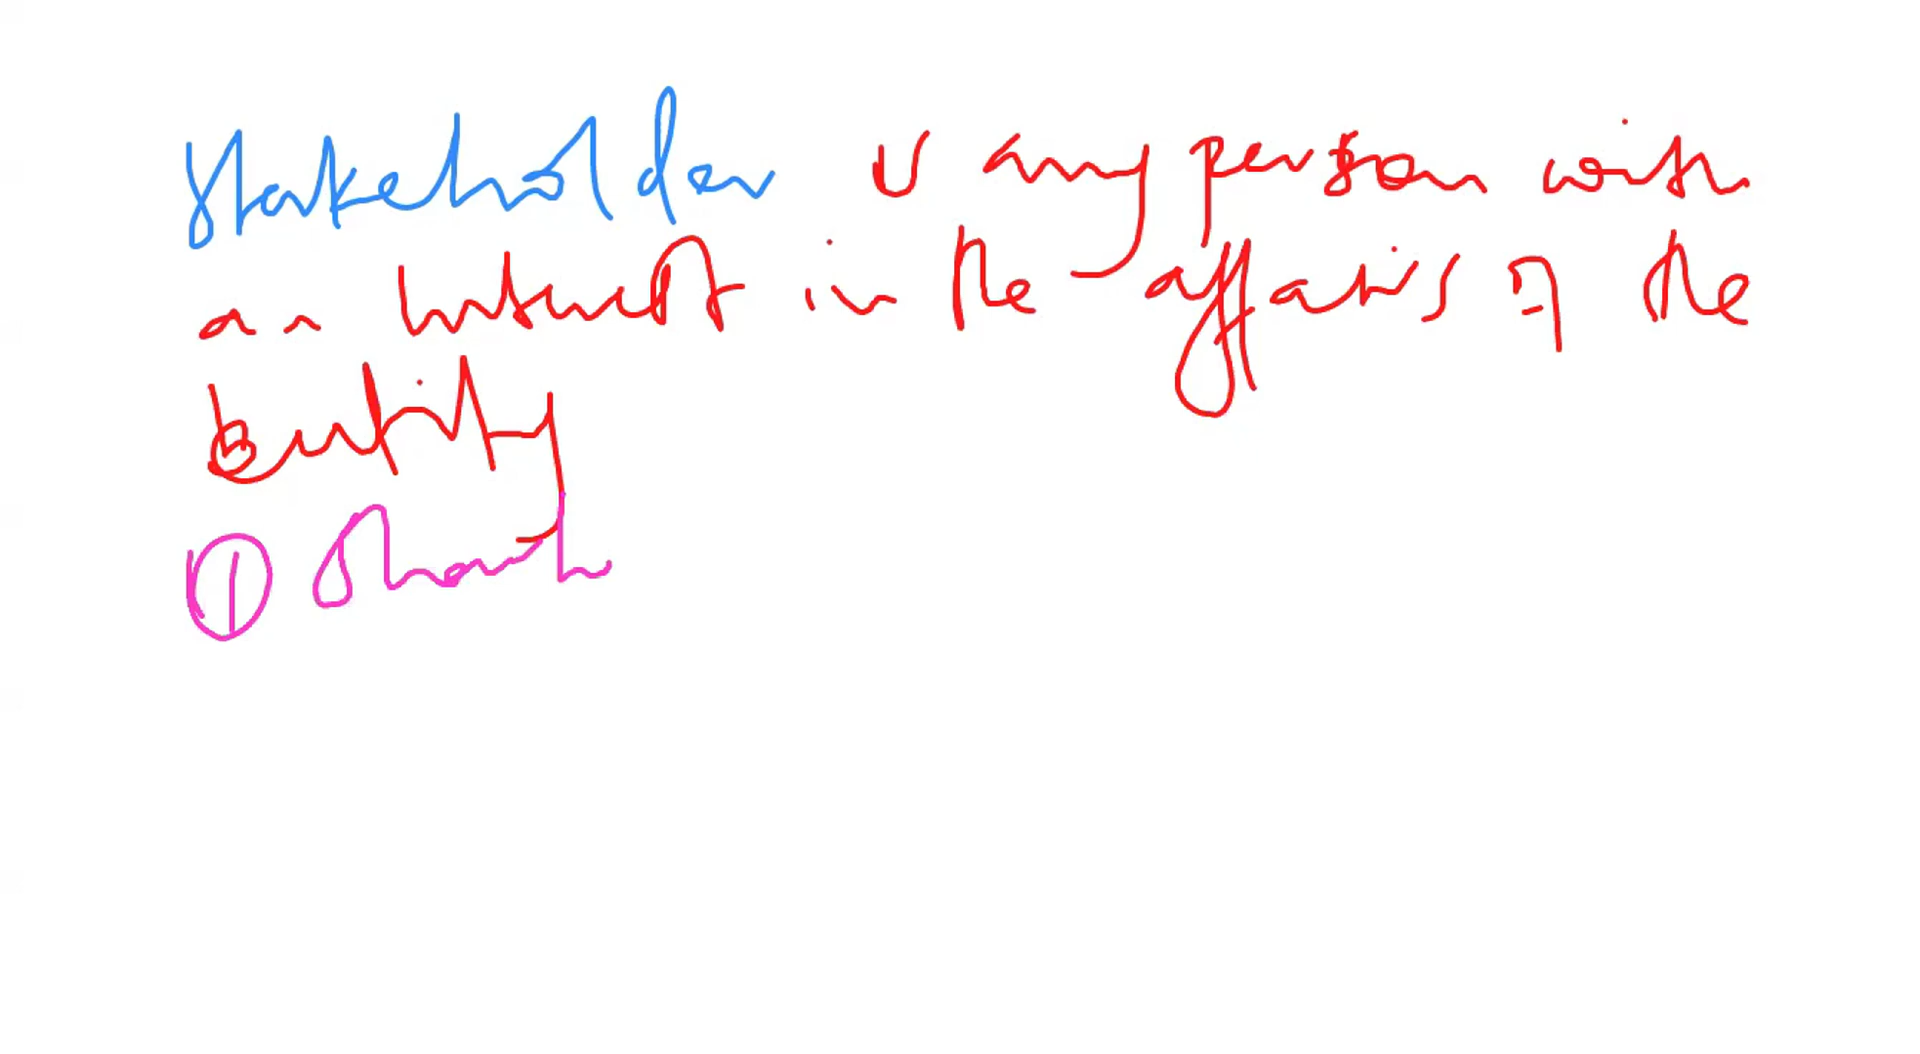 Stakeholder is any person with
an interest in the affairs of the
Entity
① Shareh